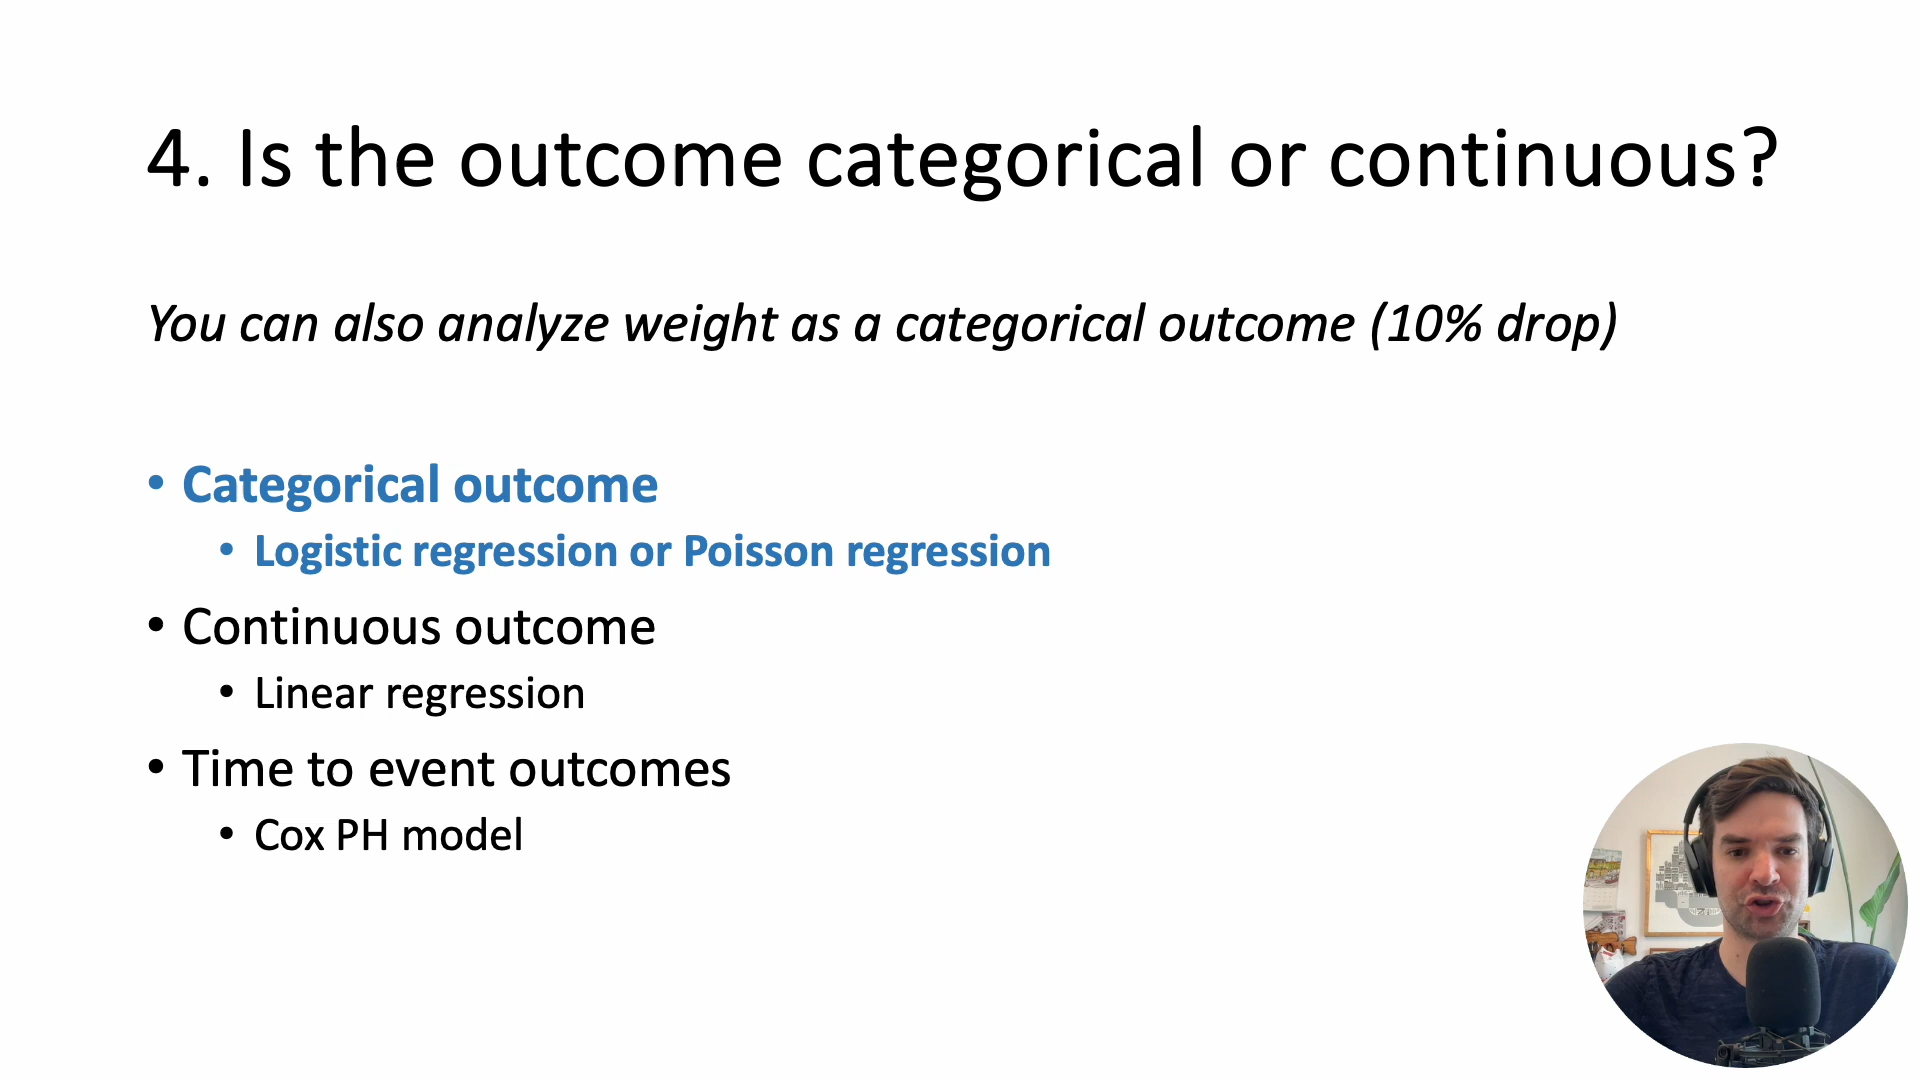 4. Is the outcome categorical or continuous?
You can also analyze weight as a categorical outcome (10% drop)
• Categorical outcome
• Logistic regression or Poisson regression
• Continuous outcome
• Linear regression
• Time to event outcomes
• Cox PH model